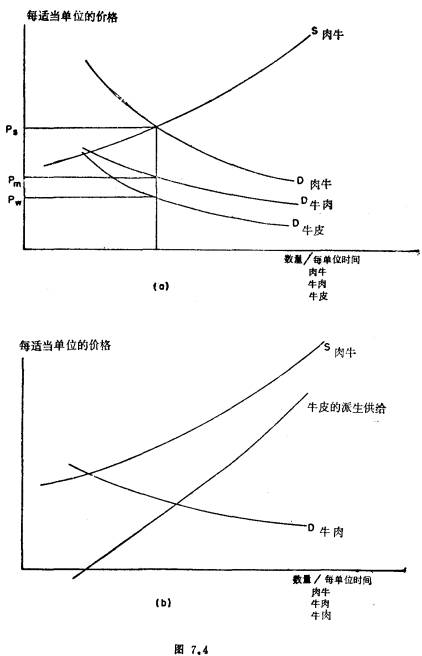 每适当单位的价格
S 肉牛
Ps
Pm
Pw
D 肉牛
D 牛肉
D 牛皮
数量/每单位时间
肉牛
牛肉
牛皮
(a)
每适当单位的价格
S 肉牛
牛皮的派生供给
D 牛肉
数量/每单位时间
肉牛
牛肉
牛肉
(b)
图 7.4